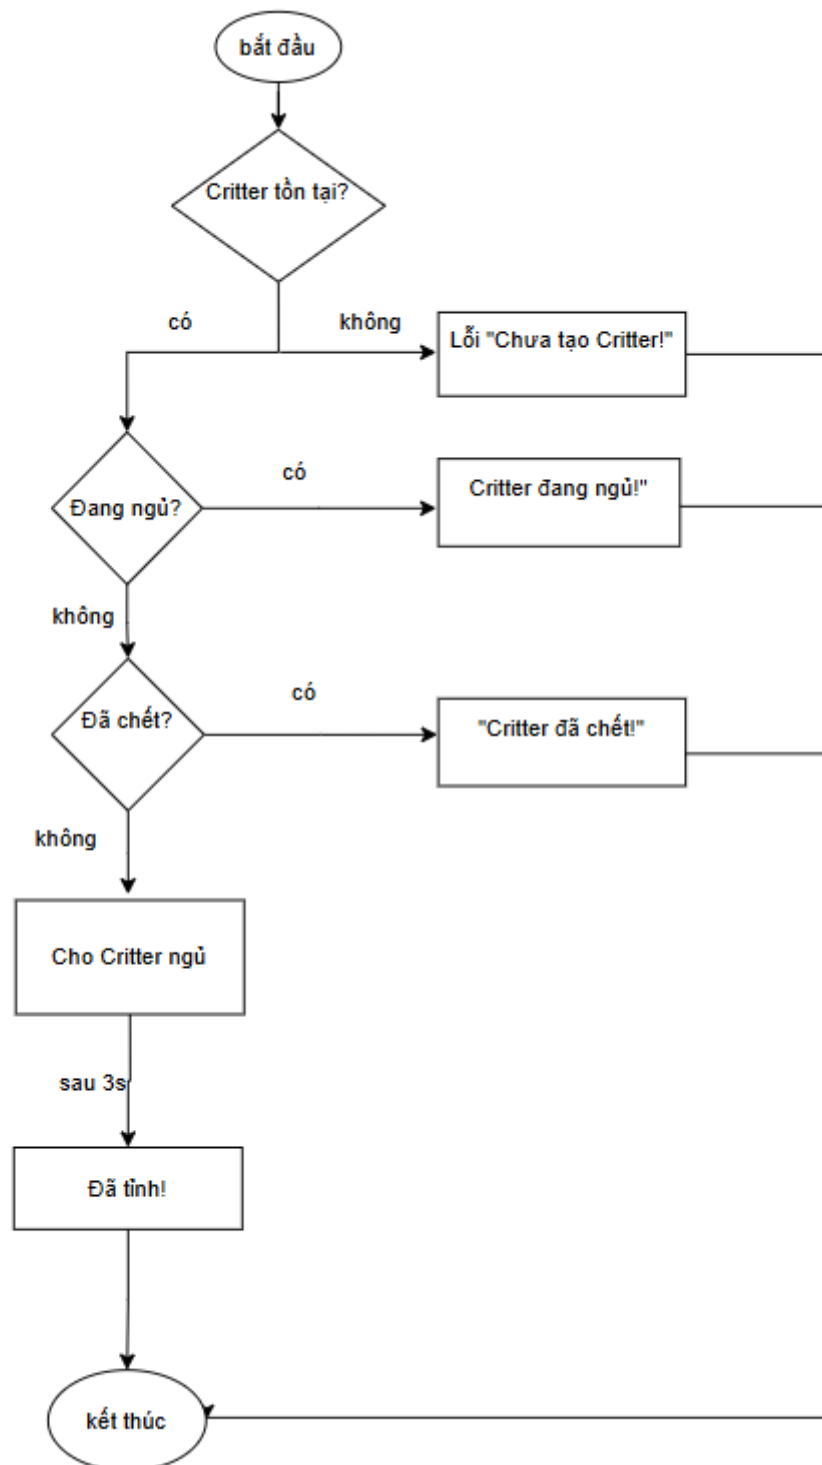 bắt đầu
Critter tồn tại?
có
không
Lỗi "Chưa tạo Critter!"
Đang ngủ?
có
Critter đang ngủ!"
không
Đã chết?
có
"Critter đã chết!"
không
Cho Critter ngủ
sau 3s
Đã tỉnh!
kết thúc